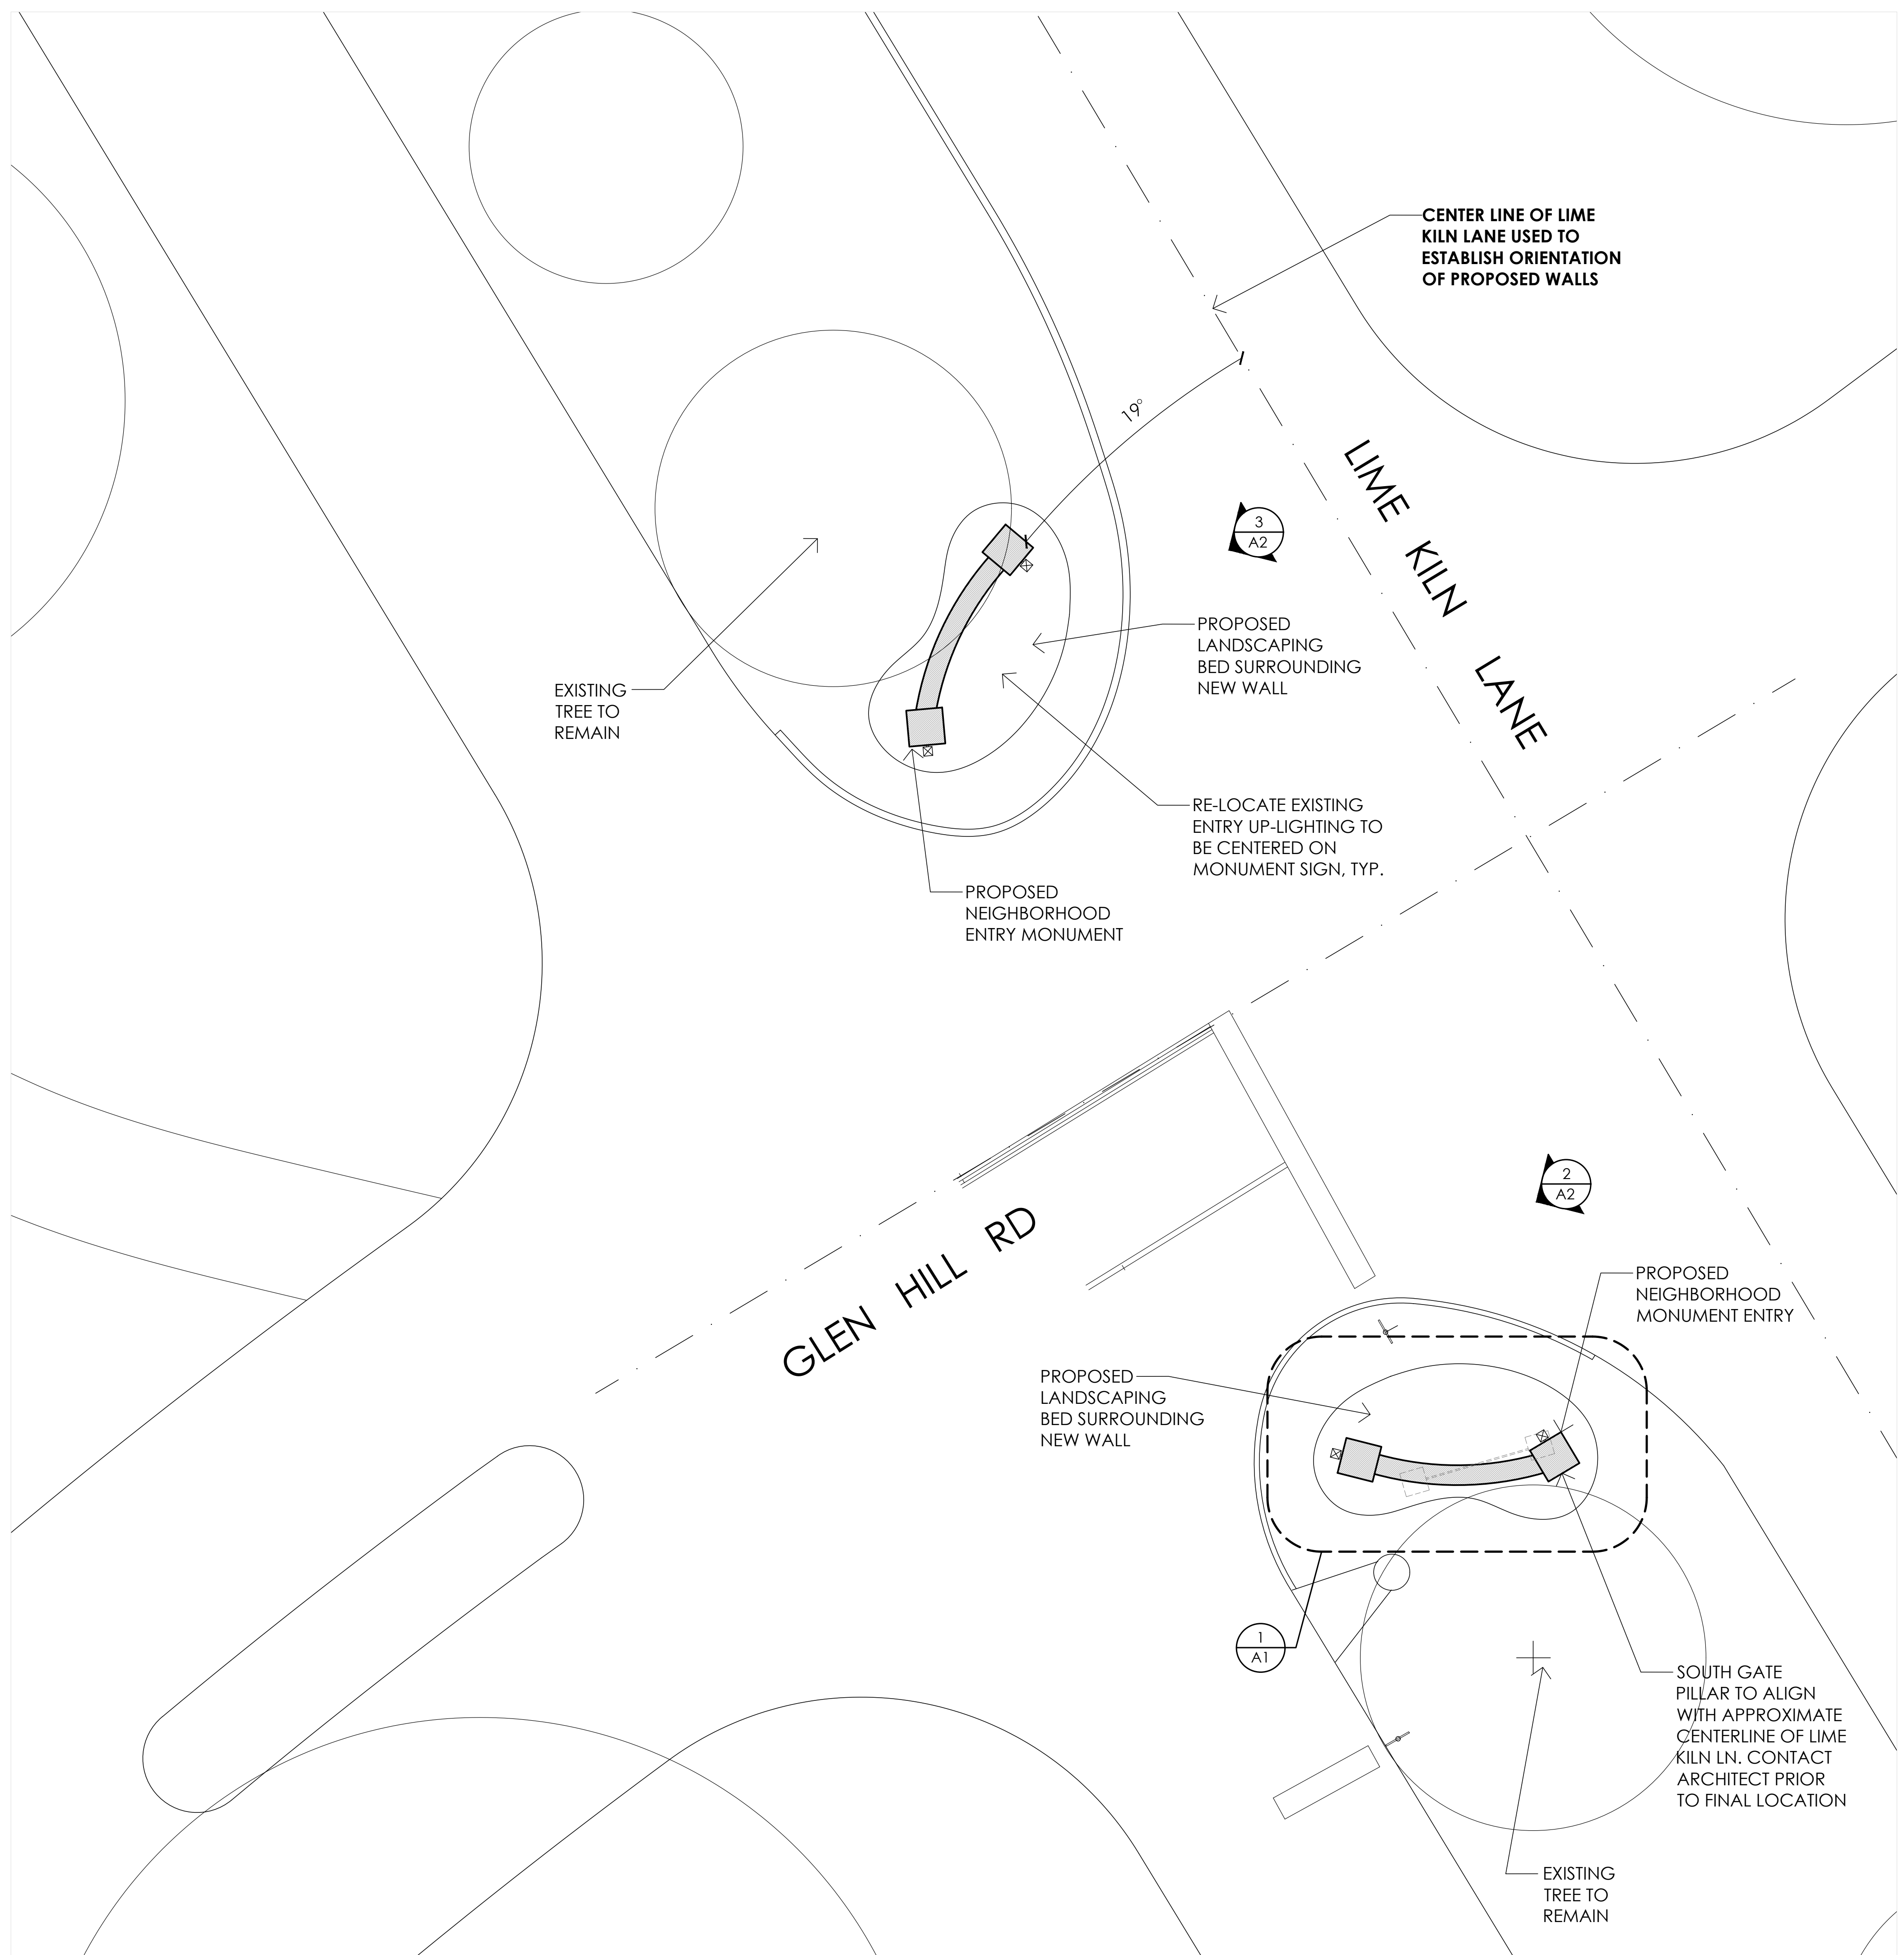 CENTER LINE OF LIME
KILN LANE USED TO
ESTABLISH ORIENTATION
OF PROPOSED WALLS
19°
LIME KILN LANE
3
A2
PROPOSED
LANDSCAPING
BED SURROUNDING
NEW WALL
EXISTING
TREE TO
REMAIN
RE-LOCATE EXISTING
ENTRY UP-LIGHTING TO
BE CENTERED ON
MONUMENT SIGN, TYP.
PROPOSED
NEIGHBORHOOD
ENTRY MONUMENT
2
A2
GLEN HILL RD
PROPOSED
NEIGHBORHOOD
MONUMENT ENTRY
PROPOSED
LANDSCAPING
BED SURROUNDING
NEW WALL
1
A1
SOUTH GATE
PILLAR TO ALIGN
WITH APPROXIMATE
CENTERLINE OF LIME
KILN LN. CONTACT
ARCHITECT PRIOR
TO FINAL LOCATION
EXISTING
TREE TO
REMAIN